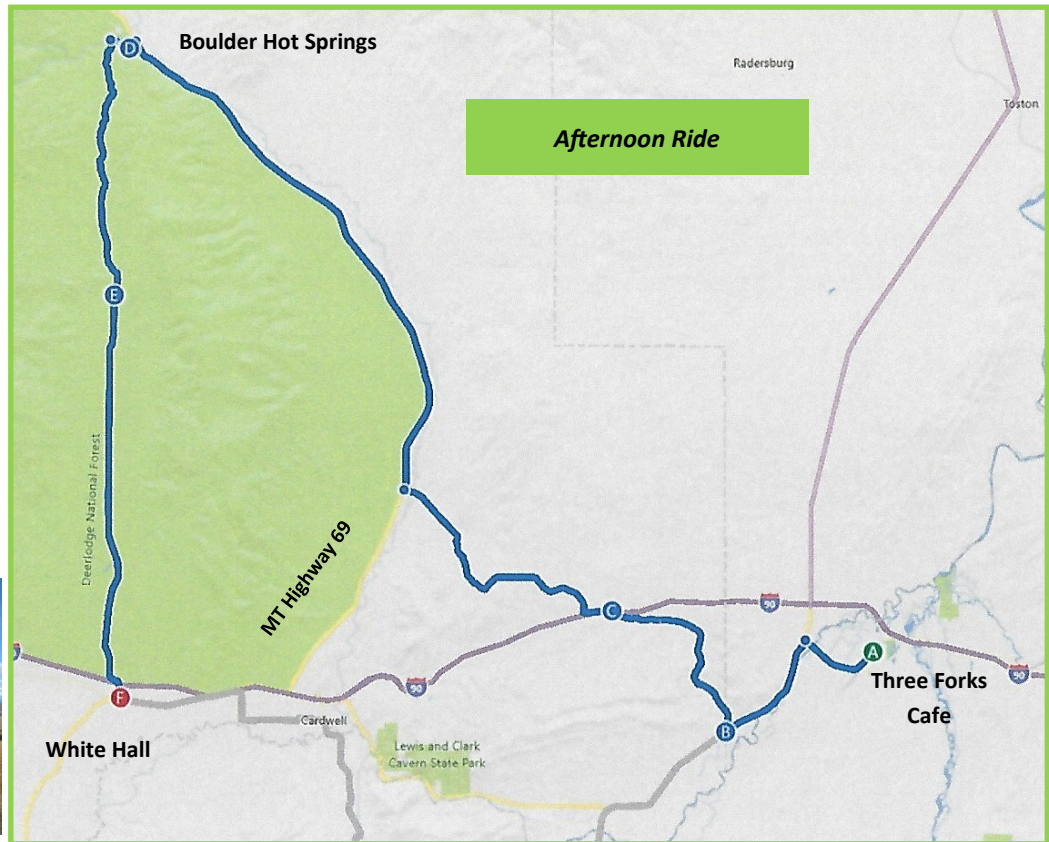 Boulder Hot Springs
D
Radersburg
Toston
Afternoon Ride
E
Deerlodge National Forest
MT Highway 69
C
90
90
A
Three Forks
Cafe
90
B
F
Cardwell
White Hall
Lewis and Clark
Cavern State Park